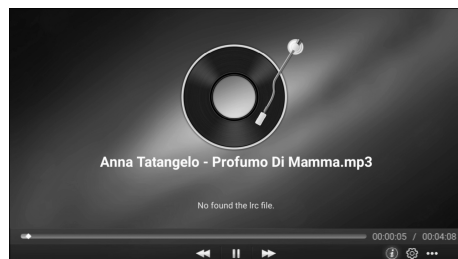 Anna Tatangelo - Profumo Di Mamma.mp3
No found the lrc file.
00:00:05 / 00:04:08